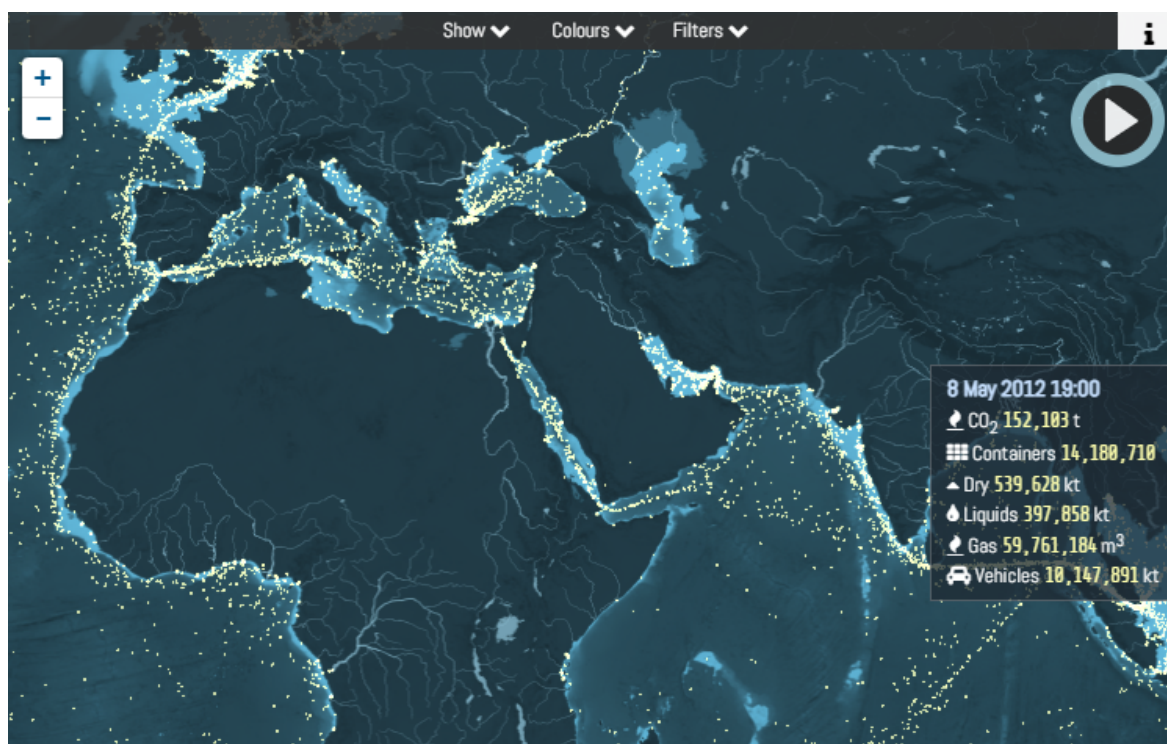 Show Colours Filters i
+
−
8 May 2012 19:00
CO₂ 152,103 t
Containers 14,180,710
Dry 539,628 kt
Liquids 397,858 kt
Gas 59,761,184 m³
Vehicles 10,147,891 kt